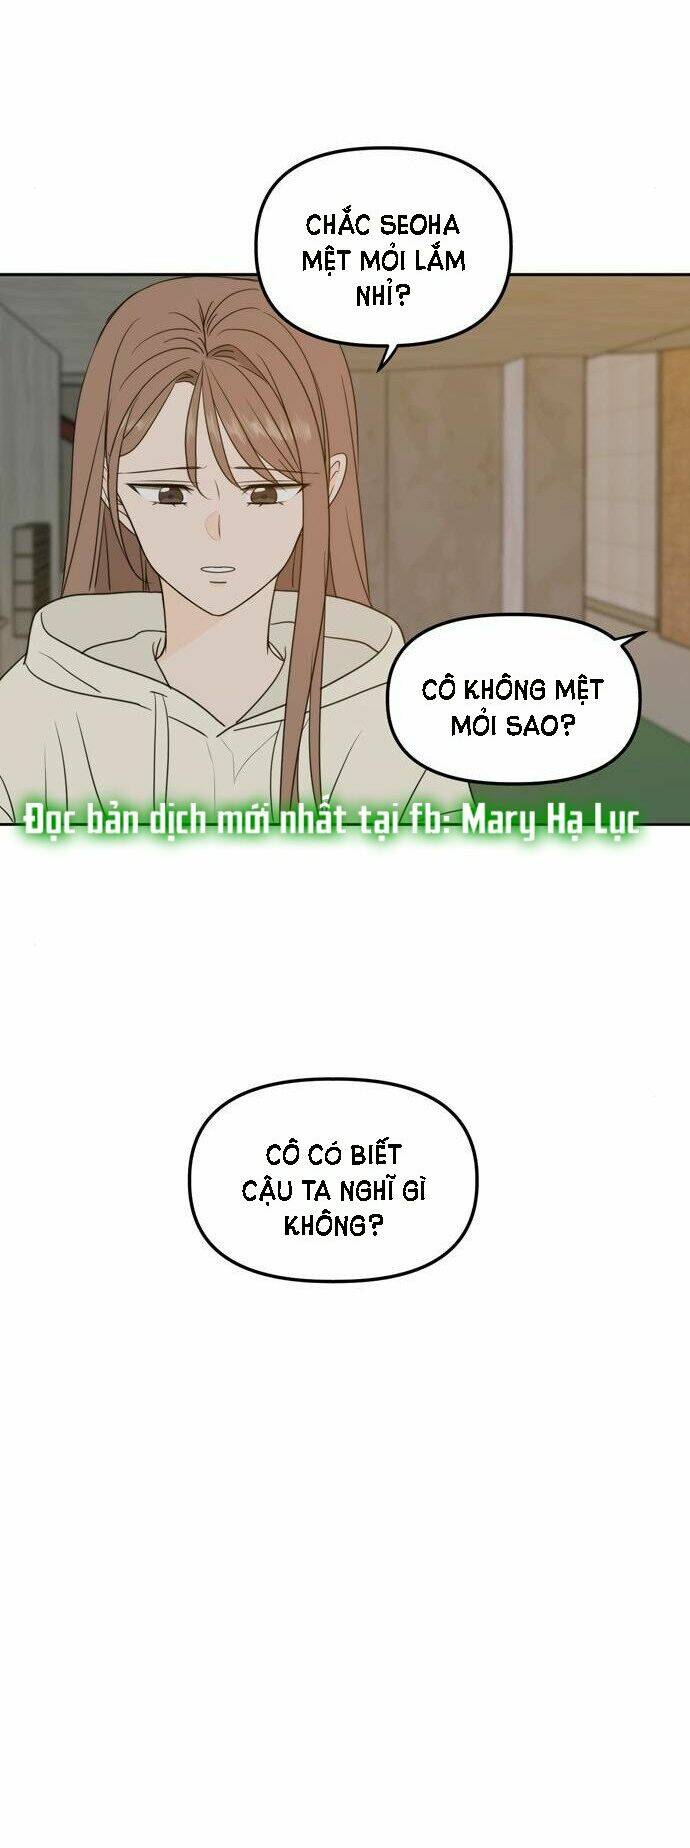 CHẮC SEOHA
MỆT MỎI LẮM
NHỈ?
CÔ KHÔNG MỆT
MỎI SAO?
Đọc bản dịch mới nhất tại fb: Mary Hạ Lục
CÔ CÓ BIẾT
CẬU TA NGHĨ GÌ
KHÔNG?